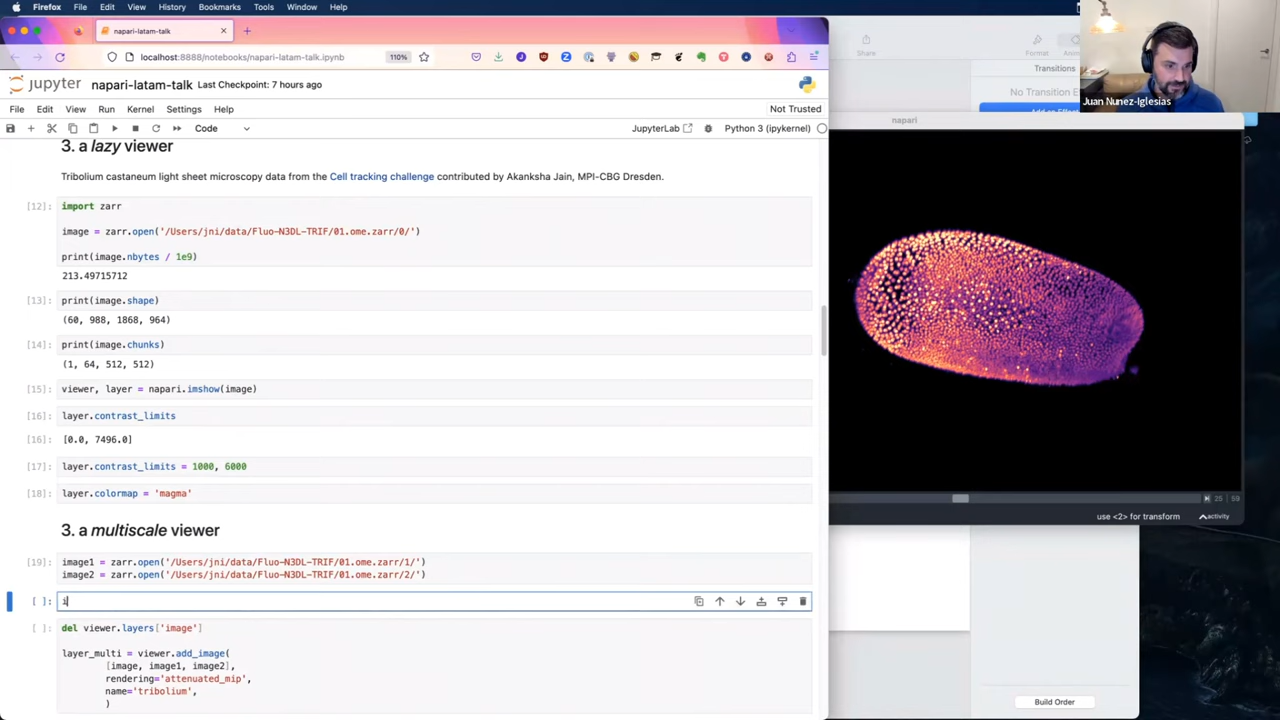 Firefox File Edit View History Bookmarks Tools Window Help
napari-latam-talk
localhost:8888/notebooks/napari-latam-talk.ipynb
110%
jupyter napari-latam-talk Last Checkpoint: 7 hours ago
File Edit View Run Kernel Settings Help
Not Trusted
Code
JupyterLab
Python 3 (ipykernel)
3. a lazy viewer
Tribolium castaneum light sheet microscopy data from the Cell tracking challenge contributed by Akanksha Jain, MPI-CBG Dresden.
[12]: import zarr
image = zarr.open('/Users/jni/data/Fluo-N3DL-TRIF/01.ome.zarr/0/')
print(image.nbytes / 1e9)
213.49715712
[13]: print(image.shape)
(60, 988, 1868, 964)
[14]: print(image.chunks)
(1, 64, 512, 512)
[15]: viewer, layer = napari.imshow(image)
[16]: layer.contrast_limits
[16]: [0.0, 7496.0]
[17]: layer.contrast_limits = 1000, 6000
[18]: layer.colormap = 'magma'
3. a multiscale viewer
[19]: image1 = zarr.open('/Users/jni/data/Fluo-N3DL-TRIF/01.ome.zarr/1/')
image2 = zarr.open('/Users/jni/data/Fluo-N3DL-TRIF/01.ome.zarr/2/')
[ ]: i
[ ]: del viewer.layers['image']
layer_multi = viewer.add_image(
[image, image1, image2],
rendering='attenuated_mip',
name='tribolium',
)
Share
Format
Transitions
Juan Nunez-Iglesias
napari
25 59
use <2> for transform
activity
Build Order